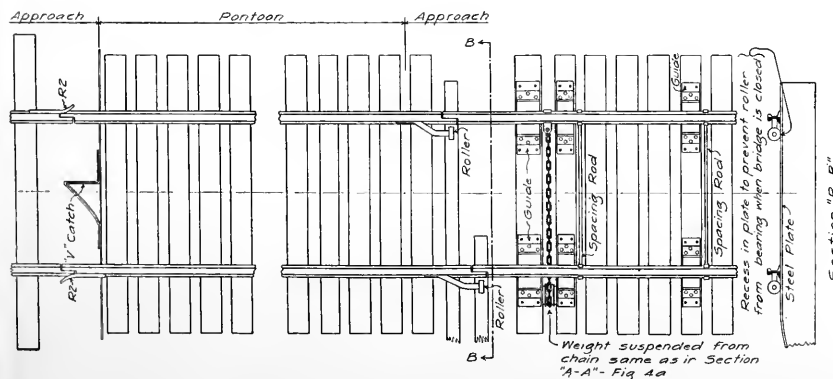 Approach
Pontoon
Approach
B
R2
"V" Catch
R2
Roller
Guide
Spacing Rod
Guide
Spacing Rod
Recess in plate to prevent roller
from bearing when bridge is closed
Steel Plate
Section "B-B"
Roller
B
Weight suspended from
chain same as in Section
"A-A"- Fig 4a